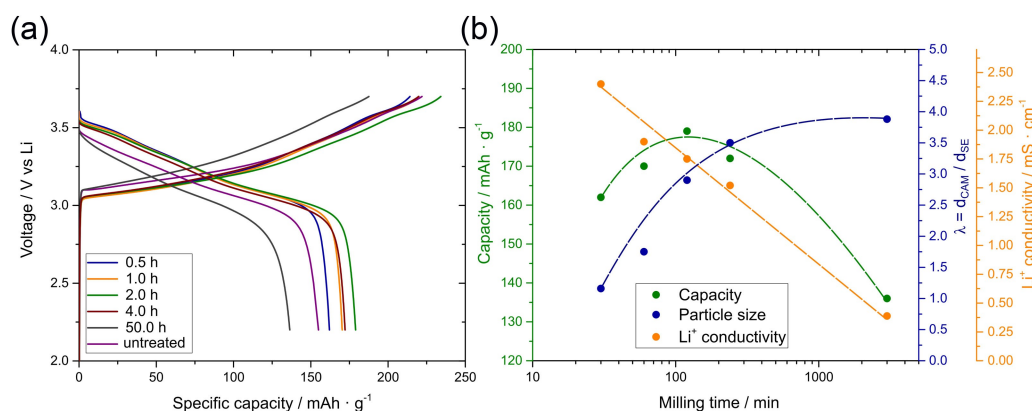 (a)
4.0
3.5
3.0
2.5
2.0
Voltage / V vs Li
0.5 h
1.0 h
2.0 h
4.0 h
50.0 h
untreated
0 50 100 150 200 250
Specific capacity / mAh · g⁻¹
(b)
200
190
180
170
160
150
140
130
120
Capacity / mAh · g⁻¹
Capacity
Particle size
Li⁺ conductivity
10 100 1000
Milling time / min
5.0
4.5
4.0
3.5
3.0
2.5
2.0
1.5
1.0
0.5
0.0
λ = d_CAM / d_SE
2.50
2.25
2.00
1.75
1.50
1.25
1.00
0.75
0.50
0.25
0.00
Li⁺ conductivity / mS · cm⁻¹